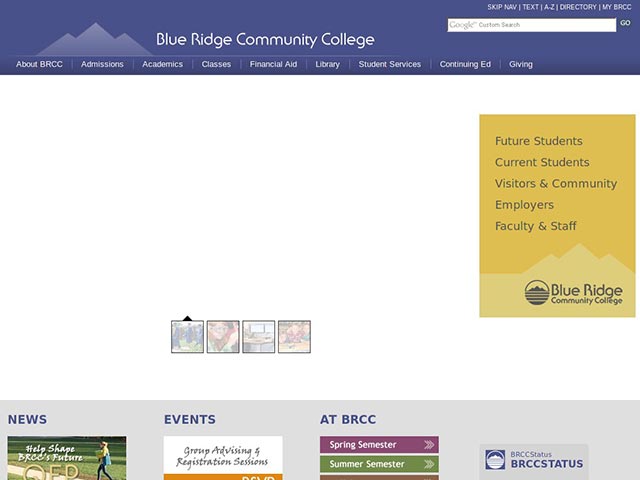 SKIP NAV | TEXT | A-Z | DIRECTORY | MY BRCC
Google™ Custom Search
GO
Blue Ridge Community College
About BRCC
Admissions
Academics
Classes
Financial Aid
Library
Student Services
Continuing Ed
Giving
Future Students
Current Students
Visitors & Community
Employers
Faculty & Staff
Blue Ridge
Community College
NEWS
EVENTS
AT BRCC
Help Shape
BRCC's Future
QEP
Group Advising &
Registration Sessions
RSVP
Spring Semester
Summer Semester
BRCCStatus
BRCCSTATUS